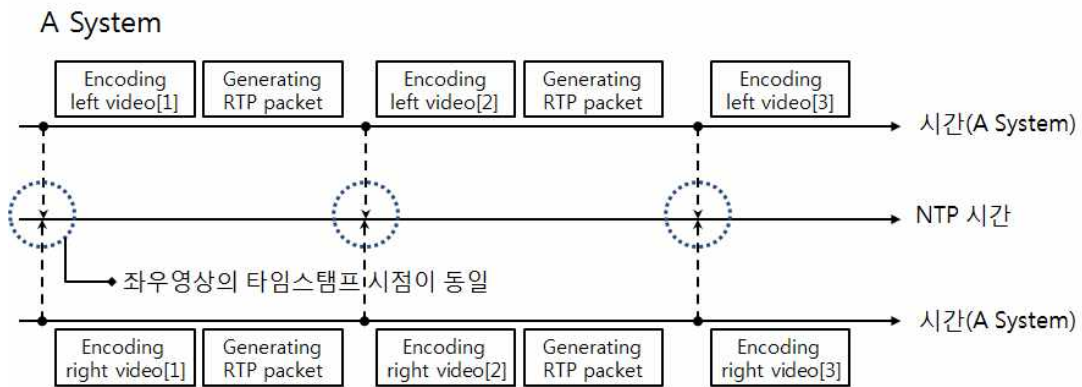 A System
Encoding
left video[1]
Generating
RTP packet
Encoding
left video[2]
Generating
RTP packet
Encoding
left video[3]
시간(A System)
NTP 시간
좌우영상의 타임스탬프 시점이 동일
시간(A System)
Encoding
right video[1]
Generating
RTP packet
Encoding
right video[2]
Generating
RTP packet
Encoding
right video[3]